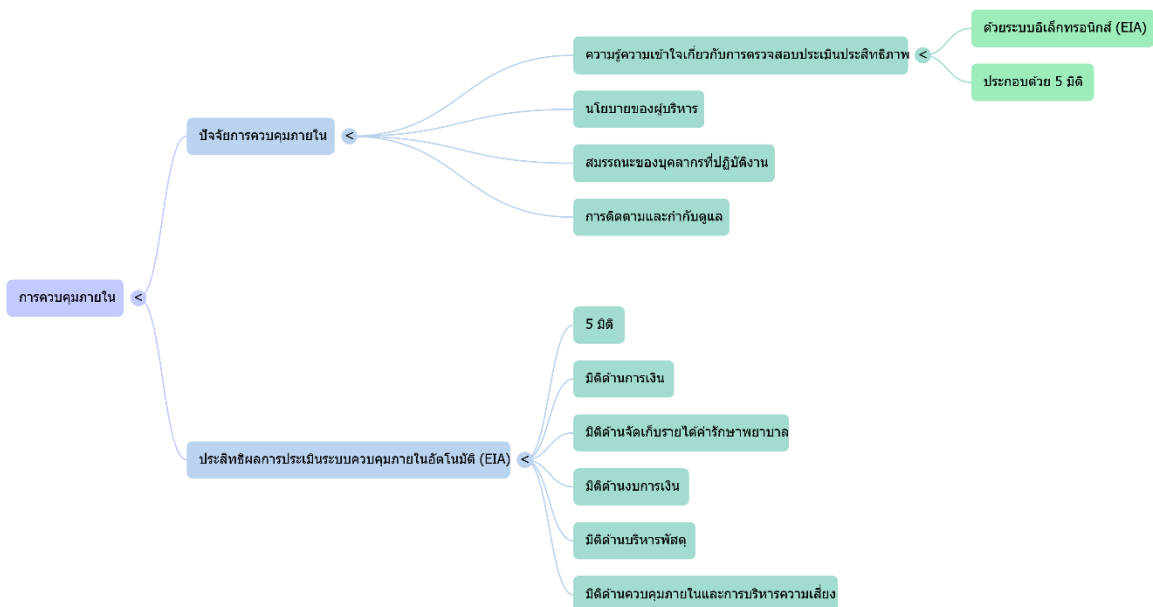 ด้วยระบบอิเล็กทรอนิกส์ (EIA)
ความรู้ความเข้าใจเกี่ยวกับการตรวจสอบประเมินประสิทธิภาพ <
ประกอบด้วย 5 มิติ
นโยบายของผู้บริหาร
ปัจจัยการควบคุมภายใน <
สมรรถนะของบุคลากรที่ปฏิบัติงาน
การติดตามและกำกับดูแล
การควบคุมภายใน <
5 มิติ
มิติด้านการเงิน
มิติด้านจัดเก็บรายได้ค่ารักษาพยาบาล
ประสิทธิผลการประเมินระบบควบคุมภายในอัตโนมัติ (EIA) <
มิติด้านงบการเงิน
มิติด้านบริหารพัสดุ
มิติด้านควบคุมภายในและการบริหารความเสี่ยง